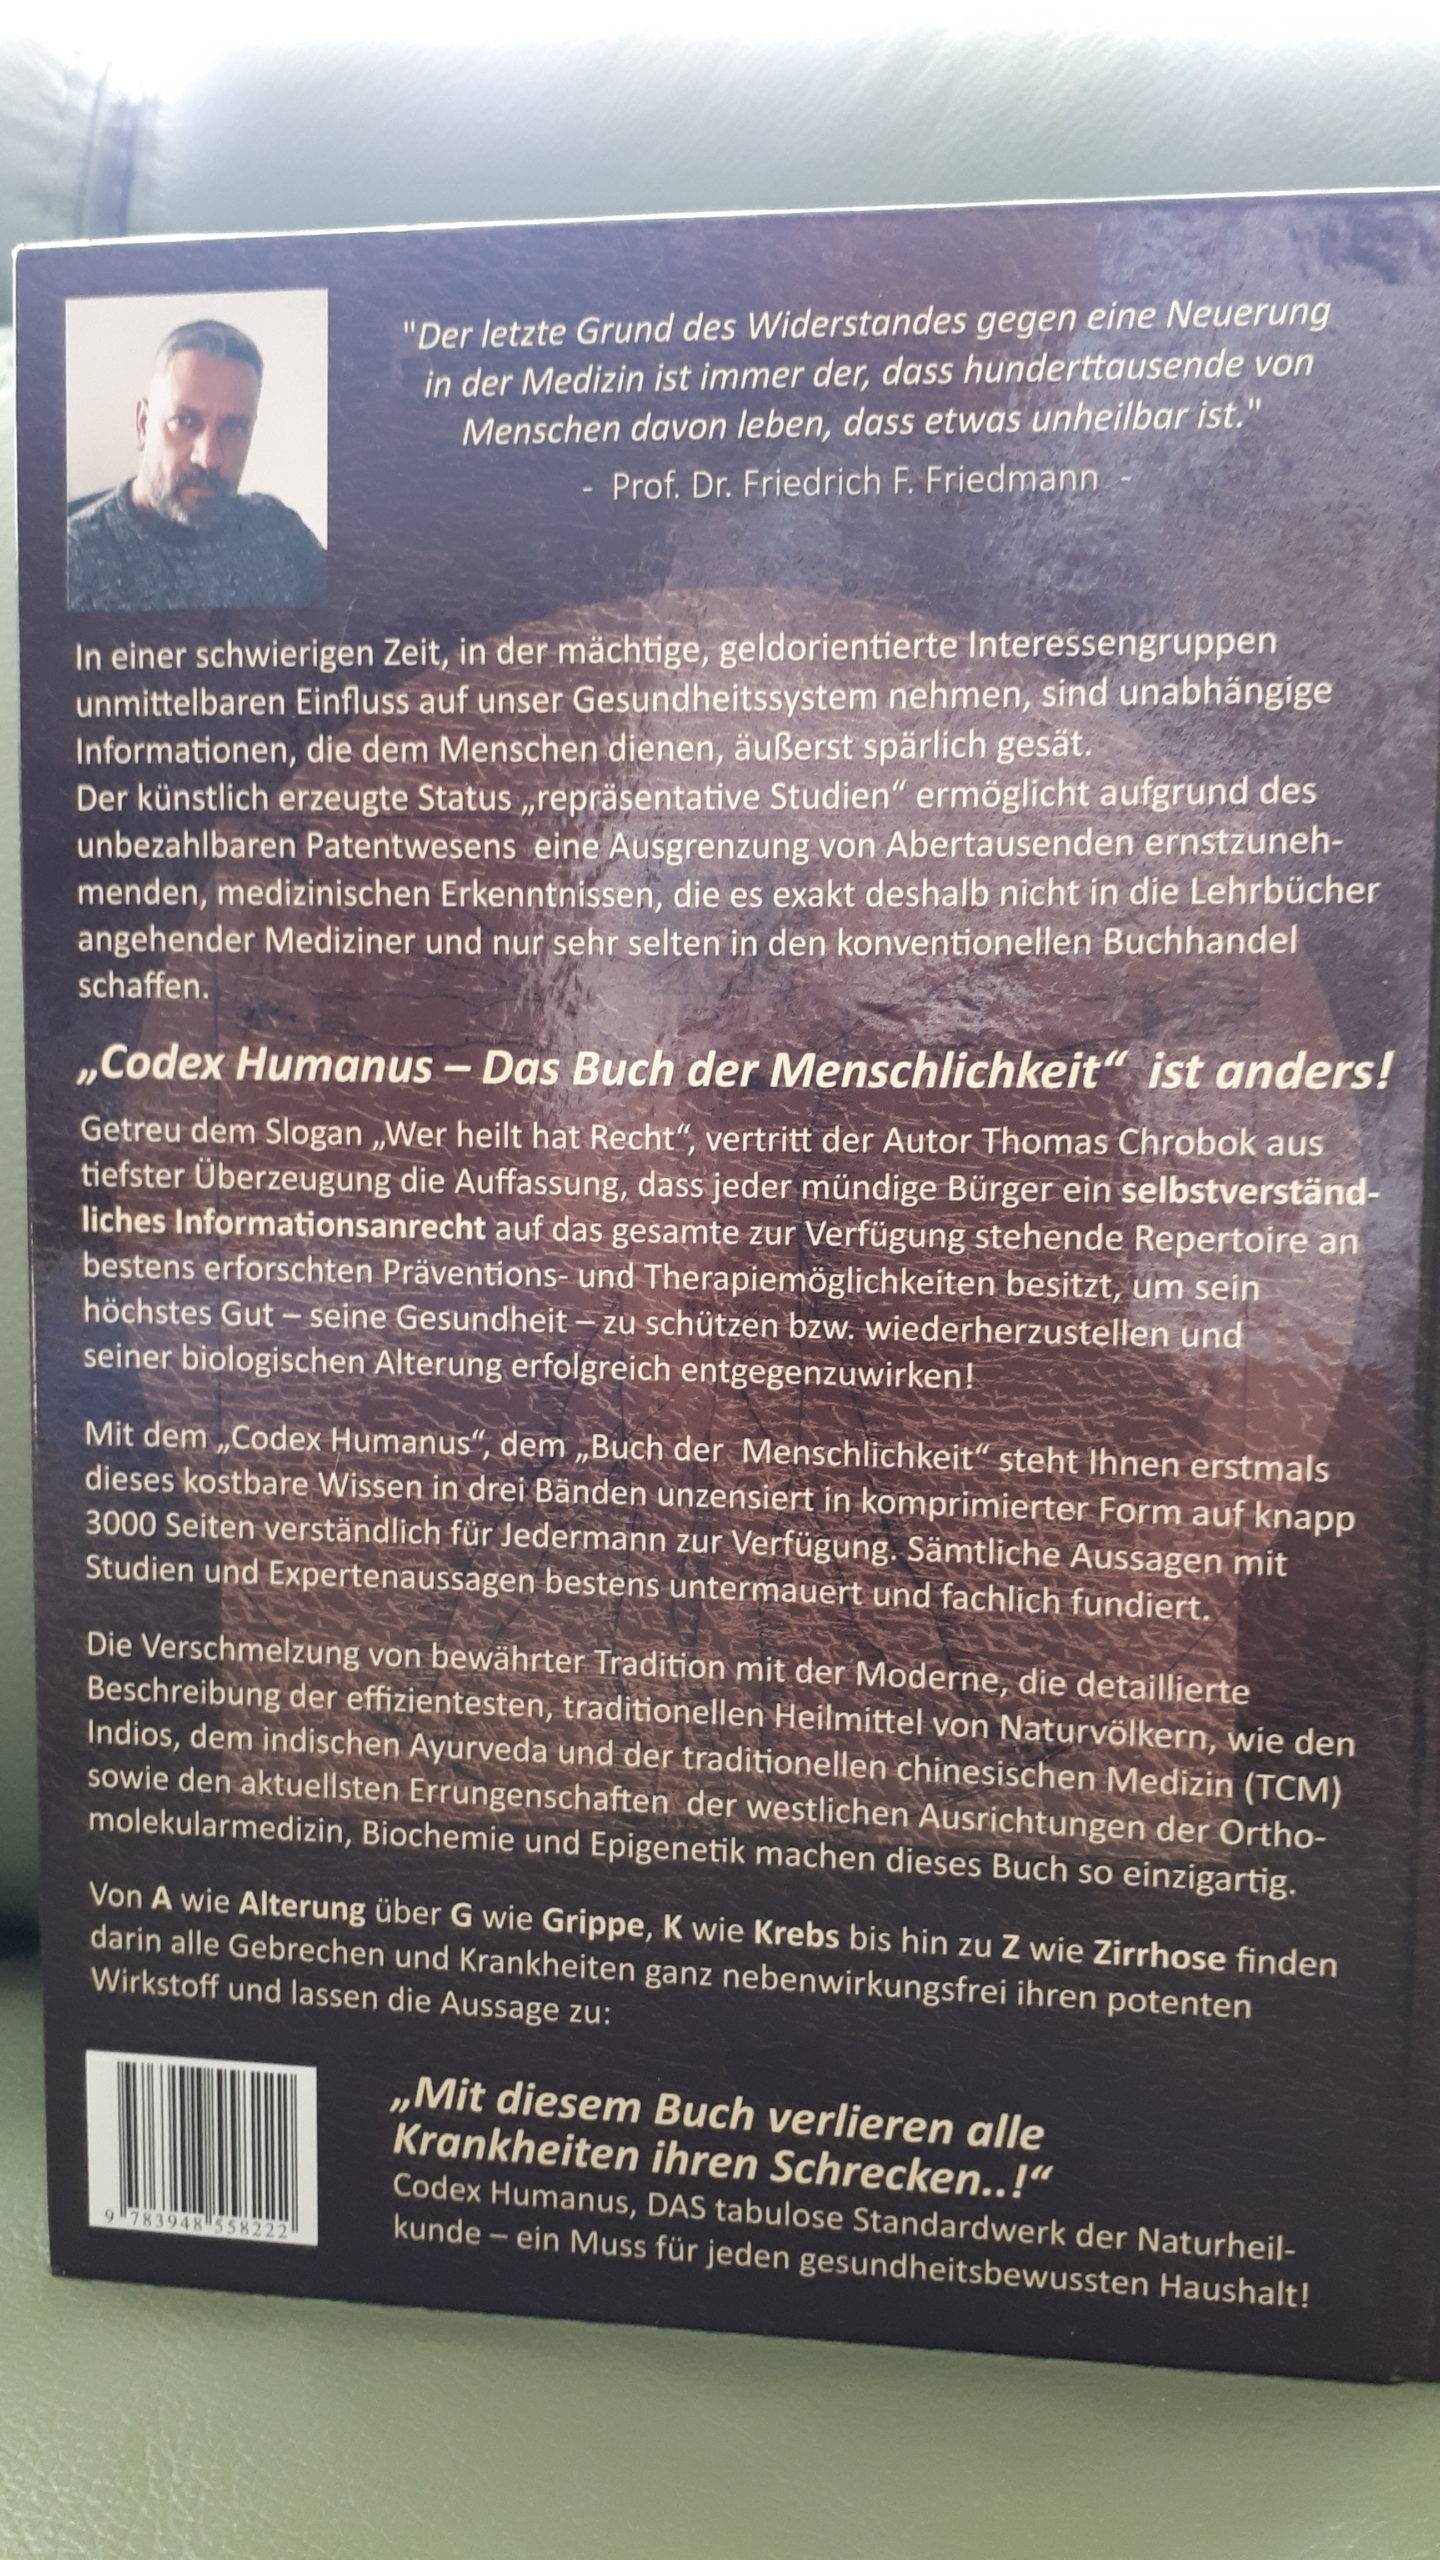 "Der letzte Grund des Widerstandes gegen eine Neuerung
in der Medizin ist immer der, dass hunderttausende von
Menschen davon leben, dass etwas unheilbar ist."
- Prof. Dr. Friedrich F. Friedmann -
In einer schwierigen Zeit, in der mächtige, geldorientierte Interessengruppen
unmittelbaren Einfluss auf unser Gesundheitssystem nehmen, sind unabhängige
Informationen, die dem Menschen dienen, äußerst spärlich gesät.
Der künstlich erzeugte Status „repräsentative Studien“ ermöglicht aufgrund des
unbezahlbaren Patentwesens eine Ausgrenzung von Abertausenden ernstzuneh-
menden, medizinischen Erkenntnissen, die es exakt deshalb nicht in die Lehrbücher
angehender Mediziner und nur sehr selten in den konventionellen Buchhandel
schaffen.
„Codex Humanus – Das Buch der Menschlichkeit“ ist anders!
Getreu dem Slogan „Wer heilt hat Recht“, vertritt der Autor Thomas Chrobok aus
tiefster Überzeugung die Auffassung, dass jeder mündige Bürger ein selbstverständ-
liches Informationsanrecht auf das gesamte zur Verfügung stehende Repertoire an
bestens erforschten Präventions- und Therapiemöglichkeiten besitzt, um sein
höchstes Gut – seine Gesundheit – zu schützen bzw. wiederherzustellen und
seiner biologischen Alterung erfolgreich entgegenzuwirken!
Mit dem „Codex Humanus“, dem „Buch der Menschlichkeit“ steht Ihnen erstmals
dieses kostbare Wissen in drei Bänden unzensiert in komprimierter Form auf knapp
3000 Seiten verständlich für Jedermann zur Verfügung. Sämtliche Aussagen mit
Studien und Expertenaussagen bestens untermauert und fachlich fundiert.
Die Verschmelzung von bewährter Tradition mit der Moderne, die detaillierte
Beschreibung der effizientesten, traditionellen Heilmittel von Naturvölkern, wie den
Indios, dem indischen Ayurveda und der traditionellen chinesischen Medizin (TCM)
sowie den aktuellsten Errungenschaften der westlichen Ausrichtungen der Ortho-
molekularmedizin, Biochemie und Epigenetik machen dieses Buch so einzigartig.
Von A wie Alterung über G wie Grippe, K wie Krebs bis hin zu Z wie Zirrhose finden
darin alle Gebrechen und Krankheiten ganz nebenwirkungsfrei ihren potenten
Wirkstoff und lassen die Aussage zu:
„Mit diesem Buch verlieren alle
Krankheiten ihren Schrecken..!“
Codex Humanus, DAS tabulose Standardwerk der Naturheil-
kunde – ein Muss für jeden gesundheitsbewussten Haushalt!
9 783948 558222